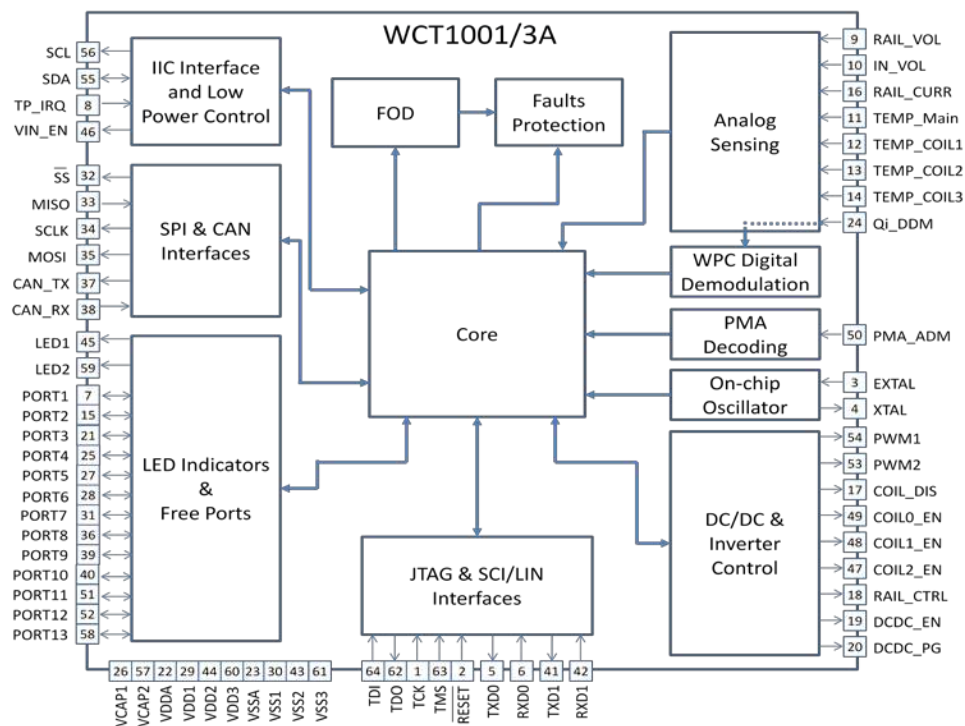 WCT1001/3A
SCL 56
SDA 55
TP_IRQ 8
VIN_EN 46
IIC Interface
and Low
Power Control
SS 32
MISO 33
SCLK 34
MOSI 35
CAN_TX 37
CAN_RX 38
SPI & CAN
Interfaces
LED1 45
LED2 59
PORT1 7
PORT2 15
PORT3 21
PORT4 25
PORT5 27
PORT6 28
PORT7 31
PORT8 36
PORT9 39
PORT10 40
PORT11 51
PORT12 52
PORT13 58
LED Indicators
&
Free Ports
FOD
Faults
Protection
Core
JTAG & SCI/LIN
Interfaces
Analog
Sensing
WPC Digital
Demodulation
PMA
Decoding
On-chip
Oscillator
DC/DC &
Inverter
Control
9 RAIL_VOL
10 IN_VOL
16 RAIL_CURR
11 TEMP_Main
12 TEMP_COIL1
13 TEMP_COIL2
14 TEMP_COIL3
24 Qi_DDM
50 PMA_ADM
3 EXTAL
4 XTAL
54 PWM1
53 PWM2
17 COIL_DIS
49 COIL0_EN
48 COIL1_EN
47 COIL2_EN
18 RAIL_CTRL
19 DCDC_EN
20 DCDC_PG
26 57 22 29 44 60 23 30 43 61 64 62 1 63 2 5 6 41 42
VCAP1
VCAP2
VDDA
VDD1
VDD2
VDD3
VSSA
VSS1
VSS2
VSS3
TDI
TDO
TCK
TMS
RESET
TXD0
RXD0
TXD1
RXD1